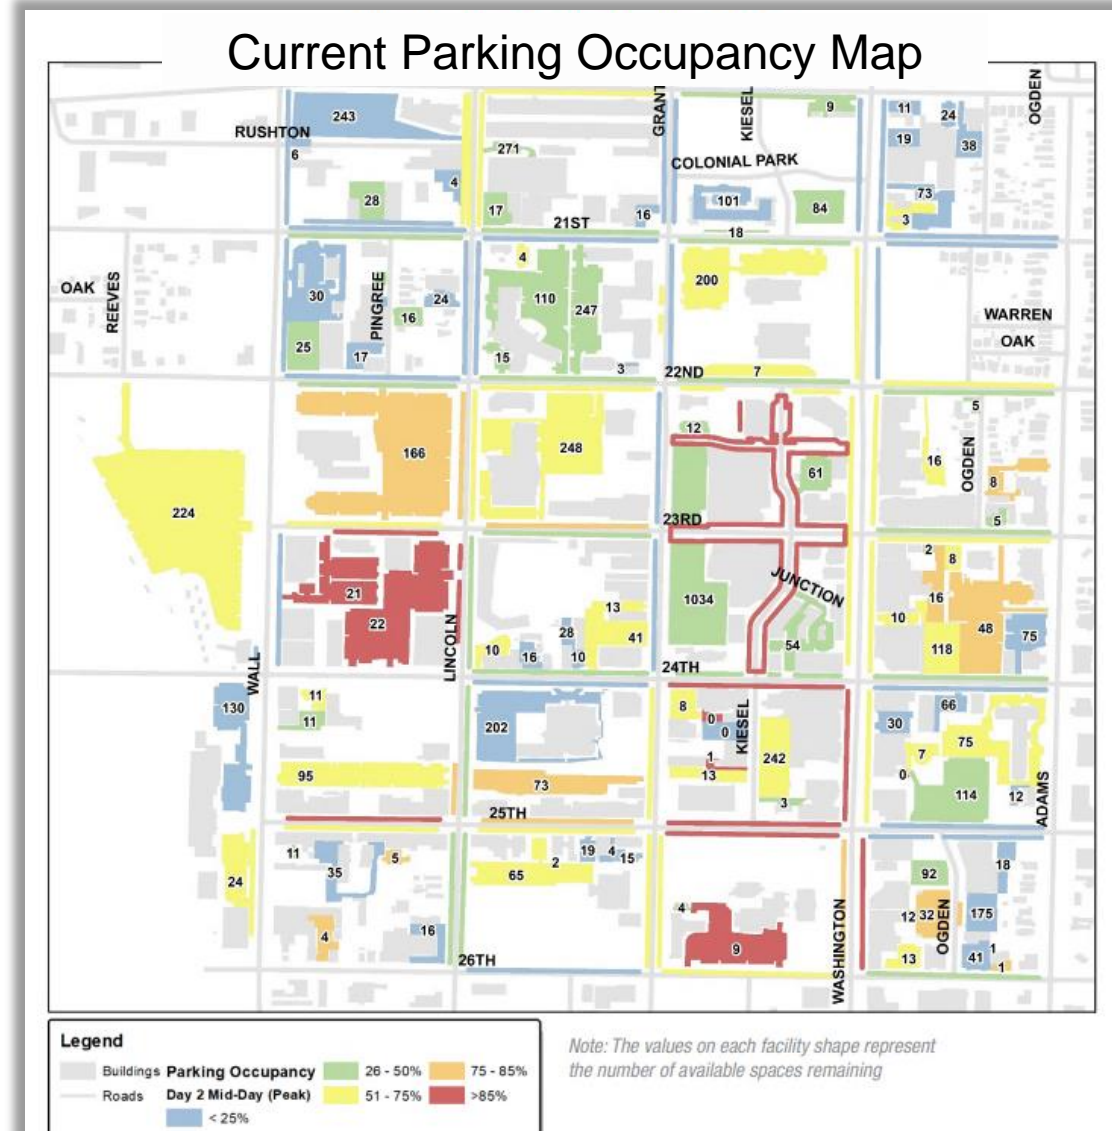 Current Parking Occupancy Map
GRANT
KIESEL
OGDEN
243
9
11
24
RUSHTON
19
38
6
271
COLONIAL PARK
4
28
17
16
101
84
73
3
21ST
18
OAK
REEVES
30
PINGREE
24
16
25
17
4
110
247
15
3
200
WARREN
OAK
22ND
7
224
166
248
12
61
5
16
OGDEN
8
5
23RD
21
22
LINCOLN
13
28
41
10
16
10
1034
JUNCTION
54
2
8
16
10
48
118
75
24TH
WALL
130
11
11
202
8
0
0
KIESEL
1
13
242
3
30
66
75
7
0
114
12
ADAMS
95
73
25TH
24
11
35
5
4
16
65
2
19
4
15
4
9
WASHINGTON
92
18
12
32
OGDEN
175
13
41
1
1
26TH
Legend
Buildings
Roads
Parking Occupancy
Day 2 Mid-Day (Peak)
< 25%
26 - 50%
51 - 75%
75 - 85%
>85%
Note: The values on each facility shape represent
the number of available spaces remaining